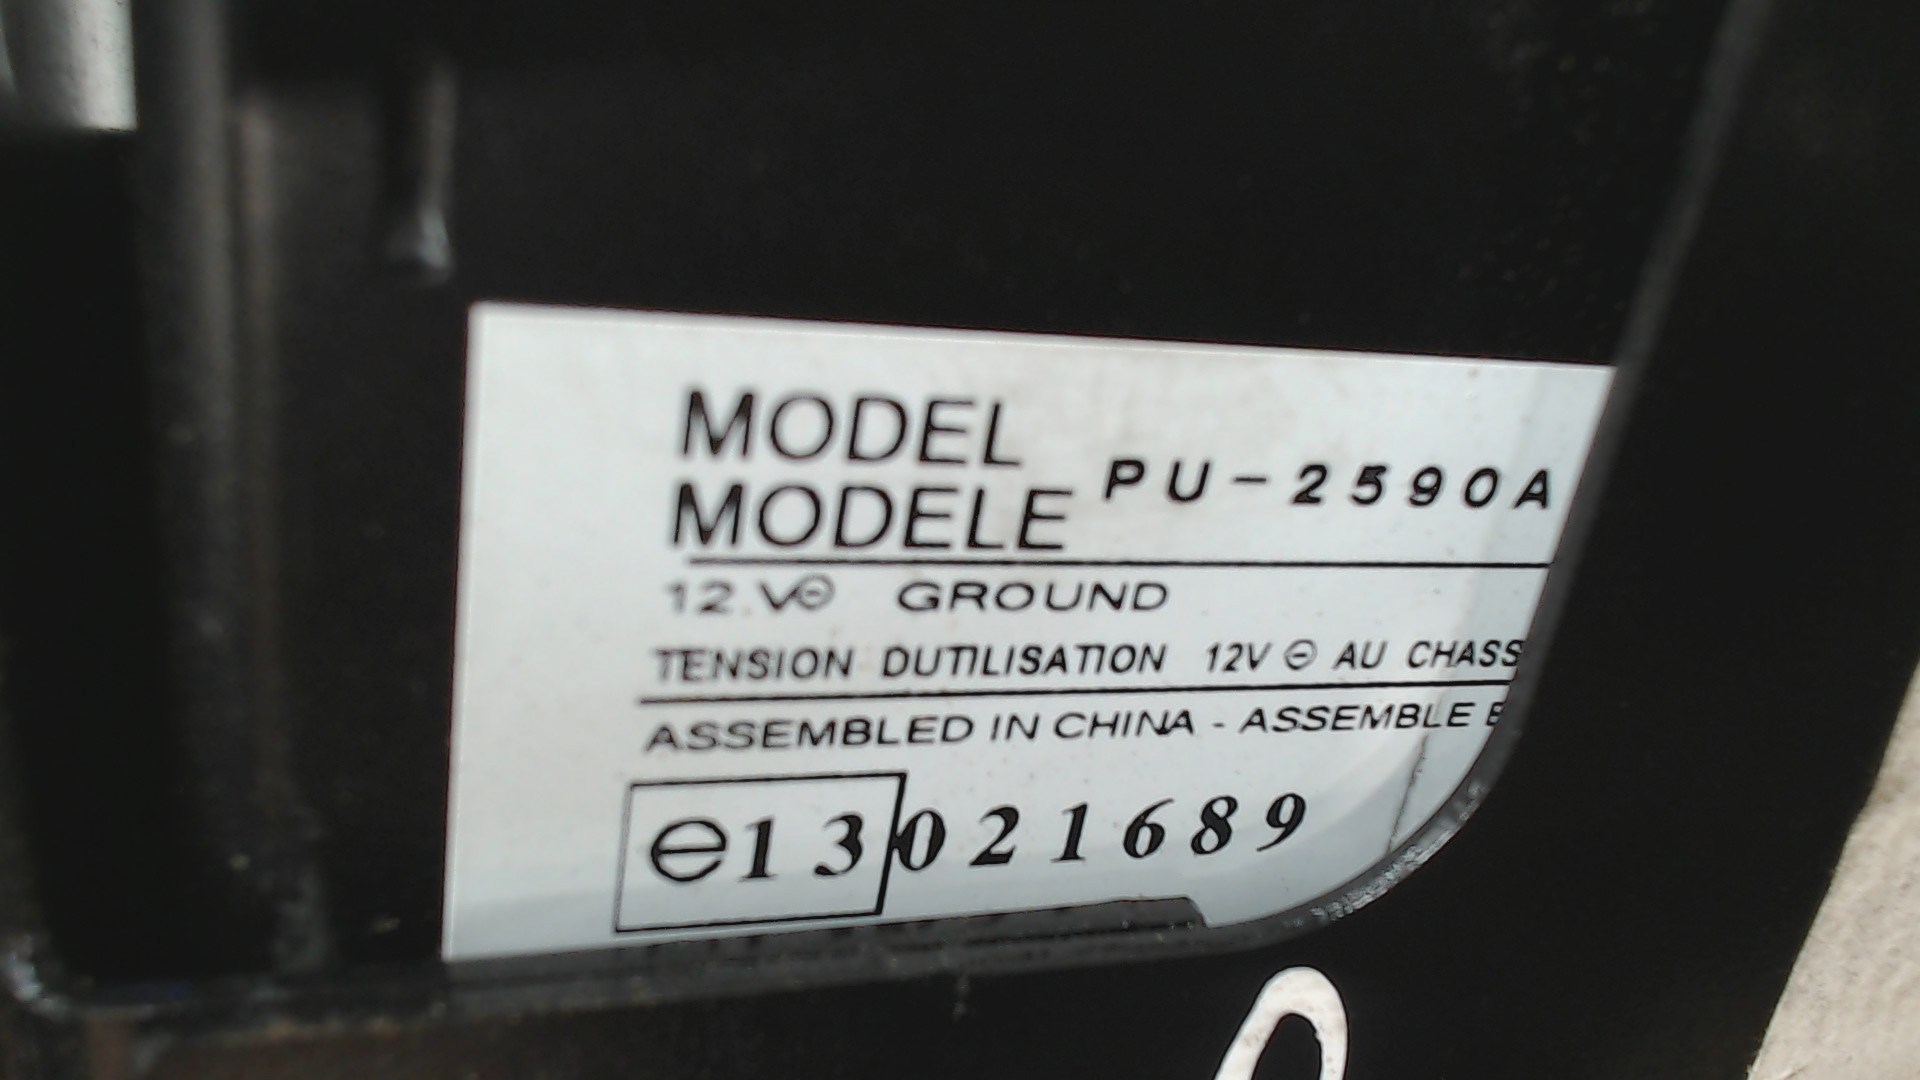 MODEL
MODELE PU-2590A
12 V⊖ GROUND
TENSION DUTILISATION 12V ⊖ AU CHASS
ASSEMBLED IN CHINA - ASSEMBLE E
e13 021689